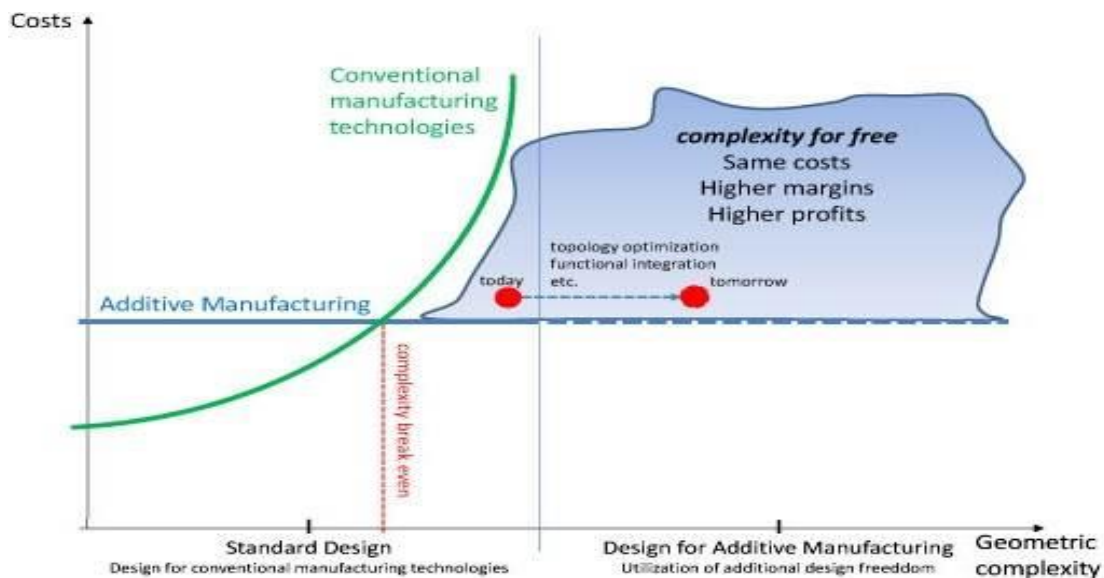 Costs
Conventional
manufacturing
technologies
complexity for free
Same costs
Higher margins
Higher profits
topology optimization
functional integration
etc.
today
tomorrow
Additive Manufacturing
complexity break even
Standard Design
Design for conventional manufacturing technologies
Design for Additive Manufacturing
Utilization of additional design freeddom
Geometric
complexity